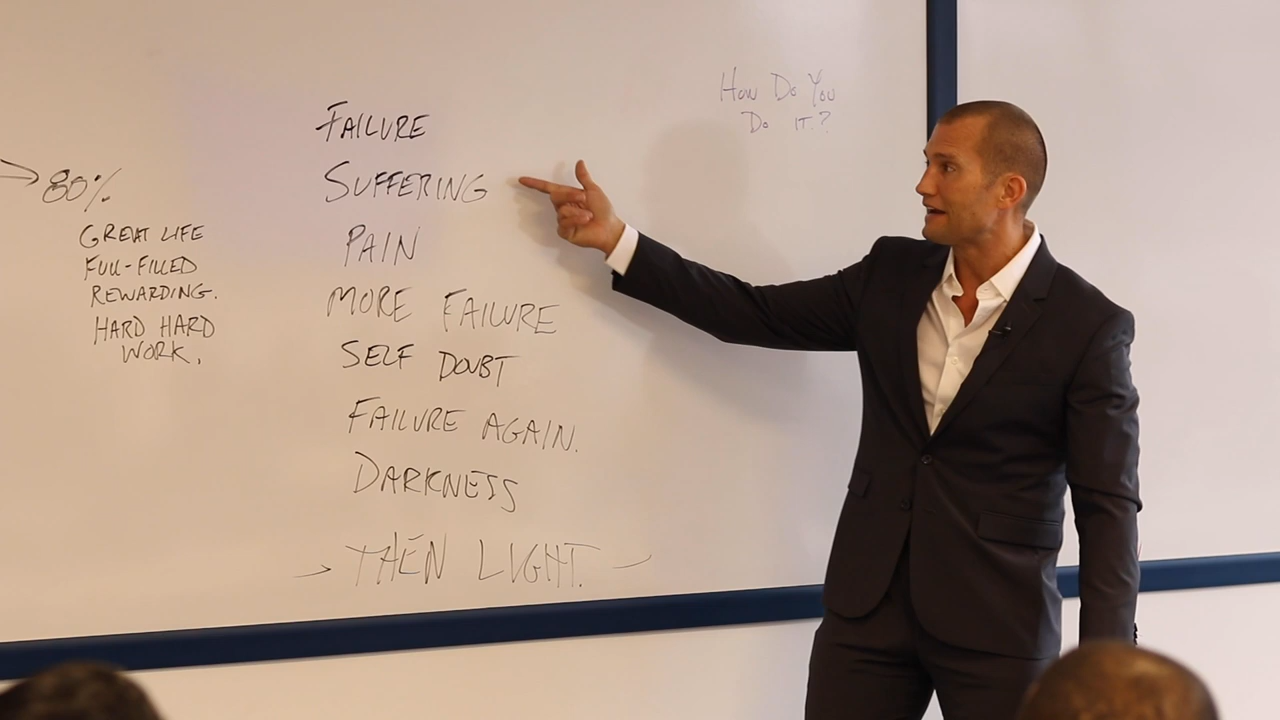 80%
GREAT LIFE
FULL-FILLED
REWARDING.
HARD HARD
WORK.
FAILURE
SUFFERING
PAIN
MORE FAILURE
SELF DOUBT
FAILURE AGAIN.
DARKNESS
THEN LIGHT.
How Do You
Do IT.?